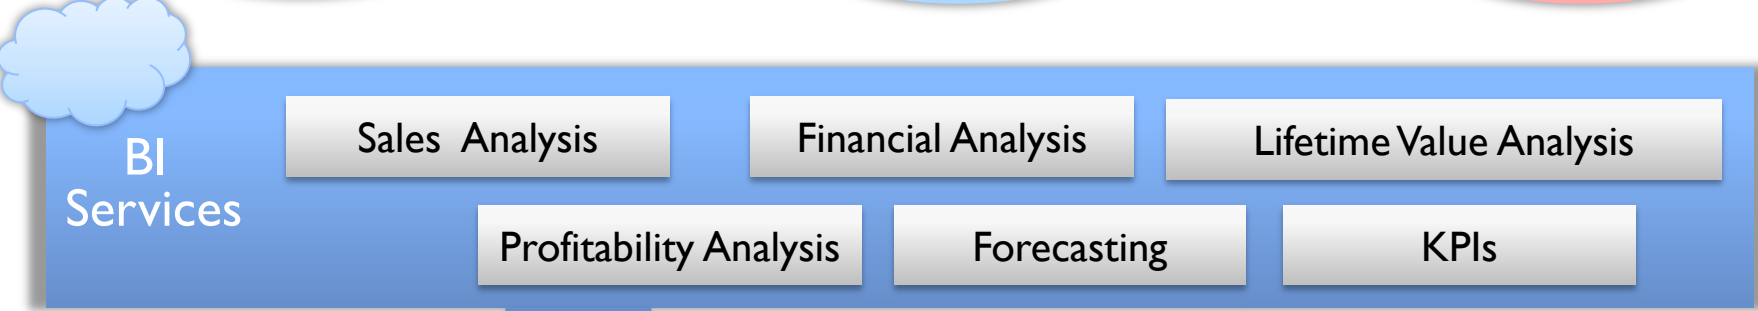 BI
Services
Sales Analysis
Financial Analysis
Lifetime Value Analysis
Profitability Analysis
Forecasting
KPIs